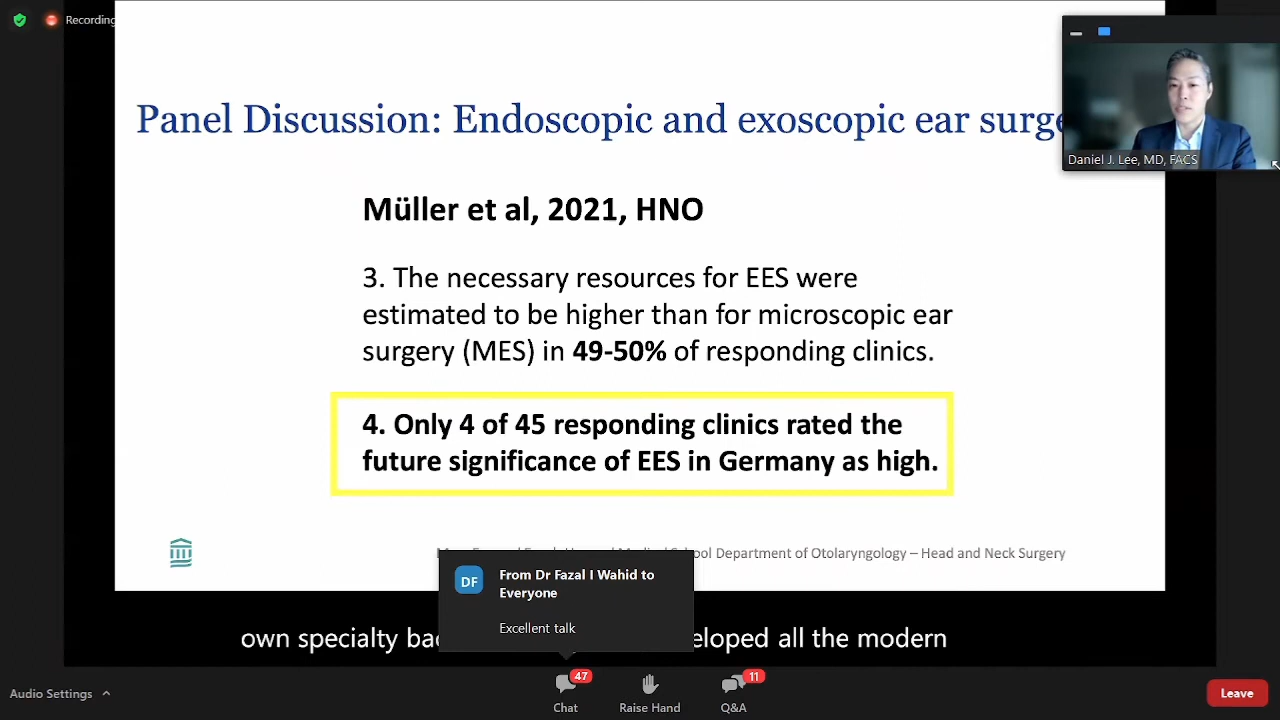 Recording
Panel Discussion: Endoscopic and exoscopic ear surge
Daniel J. Lee, MD, FACS
Müller et al, 2021, HNO
3. The necessary resources for EES were
estimated to be higher than for microscopic ear
surgery (MES) in 49-50% of responding clinics.
4. Only 4 of 45 responding clinics rated the
future significance of EES in Germany as high.
ool Department of Otolaryngology – Head and Neck Surgery
DF
From Dr Fazal I Wahid to
Everyone
Excellent talk
own specialty bac eloped all the modern
Audio Settings
47
Chat
Raise Hand
11
Q&A
Leave